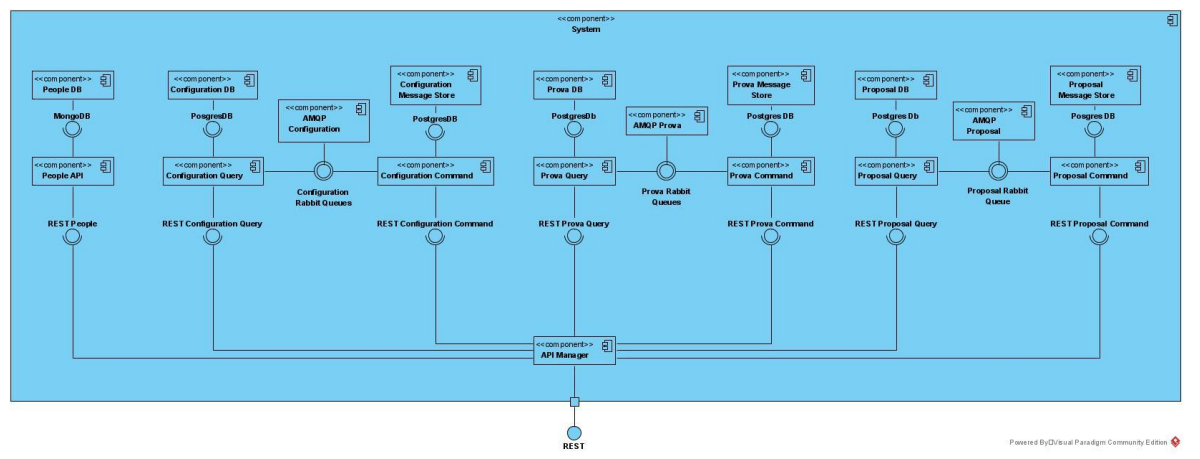 <<component>>
System
<<component>>
People DB
<<component>>
Configuration DB
<<component>>
AMQP
Configuration
<<component>>
Configuration
Message Store
<<component>>
Prova DB
<<component>>
AMQP Prova
<<component>>
Prova Message
Store
<<component>>
Proposal DB
<<component>>
AMQP
Proposal
<<component>>
Proposal
Message Store
MongoDB
PosgresDB
PostgresDB
PostgresDb
Postgres DB
Postgres Db
Posgres DB
<<component>>
People API
<<component>>
Configuration Query
Configuration
Rabbit Queues
<<component>>
Configuration Command
<<component>>
Prova Query
Prova Rabbit
Queues
<<component>>
Prova Command
<<component>>
Proposal Query
Proposal Rabbit
Queue
<<component>>
Proposal Command
REST People
REST Configuration Query
REST Configuration Command
REST Prova Query
REST Prova Command
REST Proposal Query
REST Proposal Command
<<component>>
API Manager
REST
Powered By Visual Paradigm Community Edition